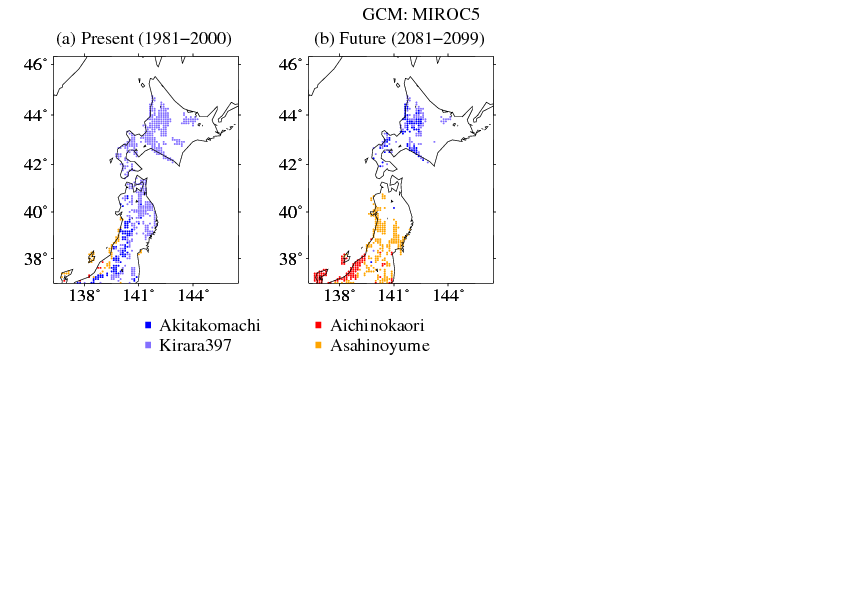 GCM: MIROC5
(a) Present (1981−2000) (b) Future (2081−2099)
46˚ 46˚
44˚ 44˚
42˚ 42˚
40˚ 40˚
38˚ 38˚
138˚ 141˚ 144˚ 138˚ 141˚ 144˚
Akitakomachi Aichinokaori
Kirara397 Asahinoyume